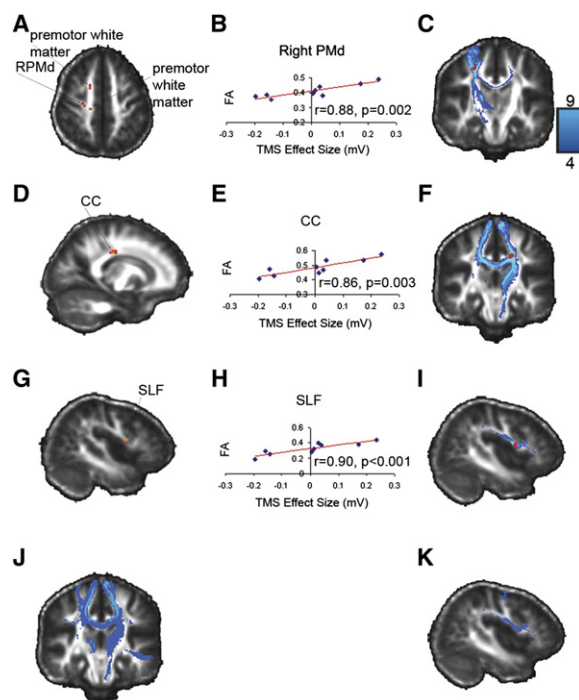 A
premotor white
matter
RPMd
premotor
white
matter
B
Right PMd
FA
0.6
0.5
0.4
0.3
0.2
-0.2 -0.1 0 0.1 0.2 0.3
r=0.88, p=0.002
TMS Effect Size (mV)
C
9
4
D
CC
E
CC
FA
0.6
0.5
0.4
0.3
0.2
-0.2 -0.1 0 0.1 0.2 0.3
r=0.86, p=0.003
TMS Effect Size (mV)
F
G
SLF
H
SLF
FA
0.6
0.4
0.2
0
-0.2 -0.1 0 0.1 0.2 0.3
r=0.90, p<0.001
TMS Effect Size (mV)
I
J
K